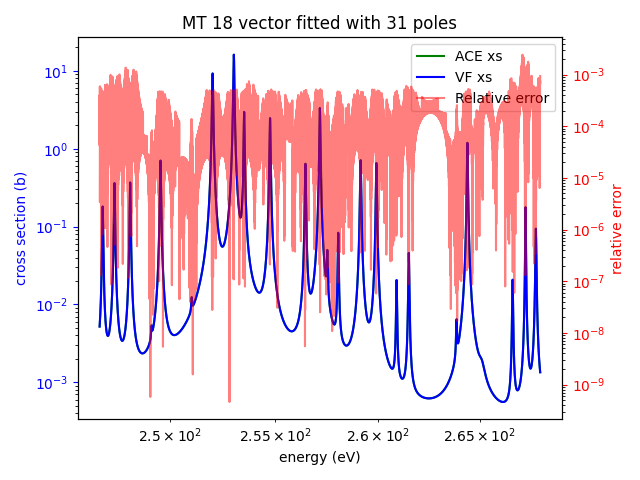 MT 18 vector fitted with 31 poles
ACE xs
VF xs
Relative error
cross section (b)
10¹
10⁰
10⁻¹
10⁻²
10⁻³
relative error
10⁻³
10⁻⁴
10⁻⁵
10⁻⁶
10⁻⁷
10⁻⁸
10⁻⁹
2.5 × 10² 2.55 × 10² 2.6 × 10² 2.65 × 10²
energy (eV)